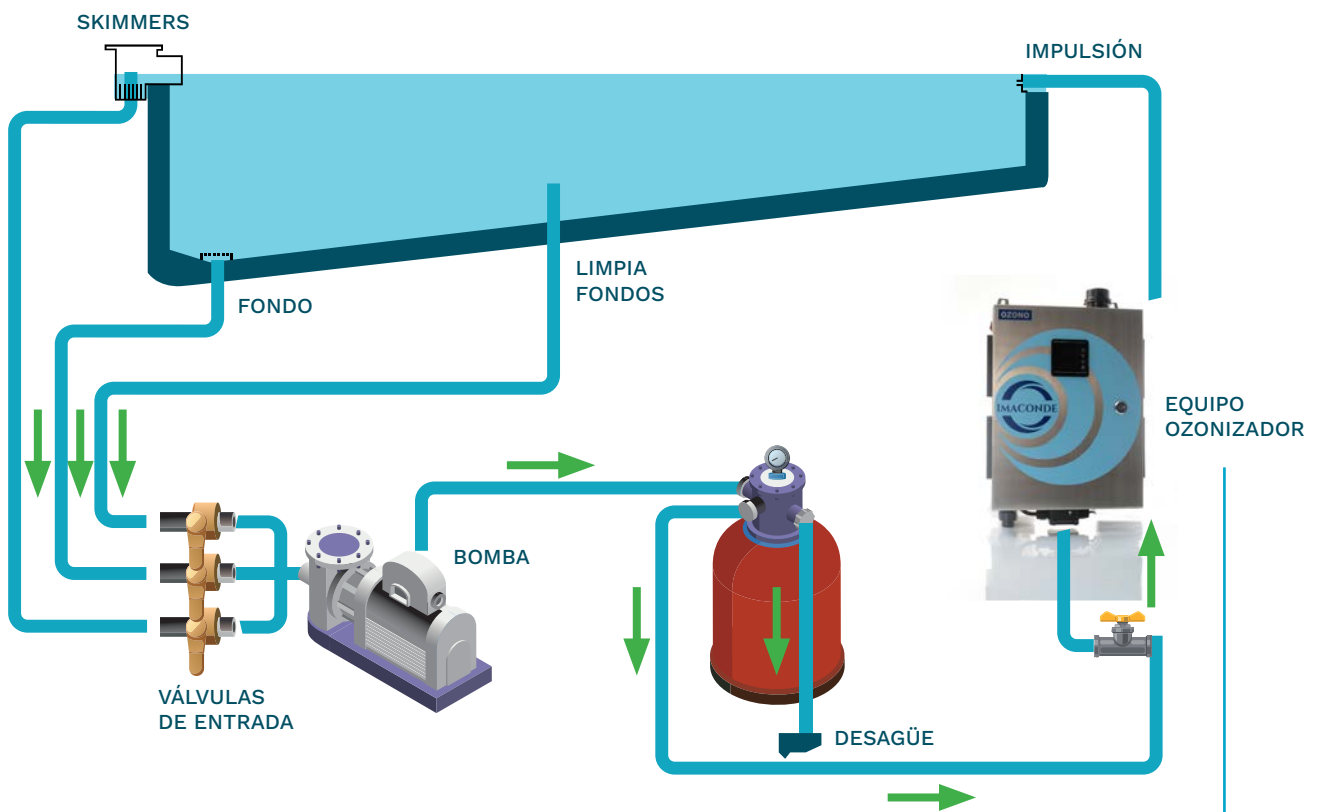 SKIMMERS
IMPULSIÓN
LIMPIA
FONDOS
FONDO
OZONO
IMACONDE
EQUIPO
OZONIZADOR
BOMBA
VÁLVULAS
DE ENTRADA
DESAGÜE